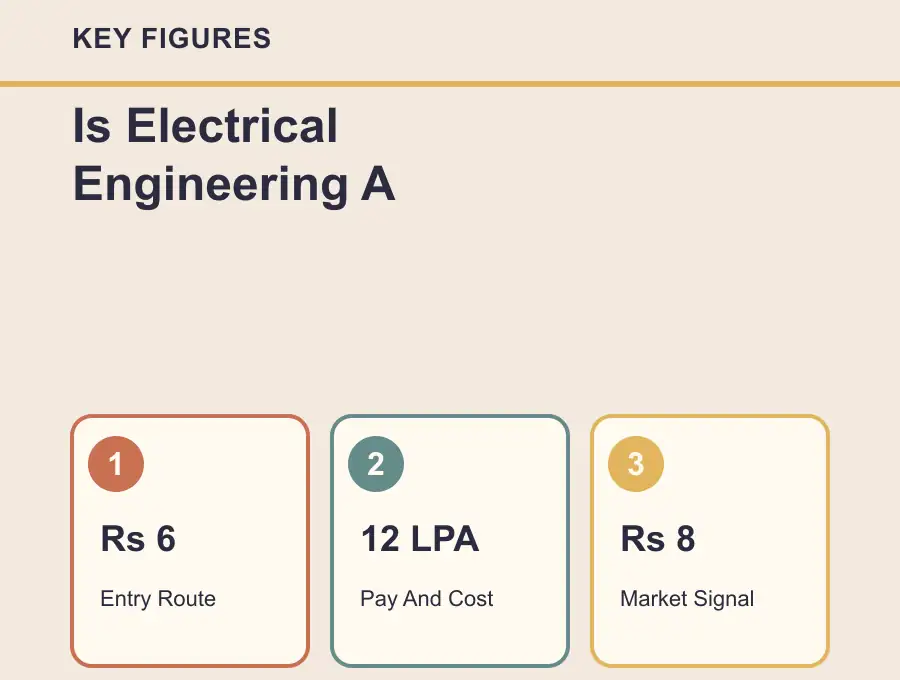 KEY FIGURES
Is Electrical
Engineering A
1
Rs 6
Entry Route
2
12 LPA
Pay And Cost
3
Rs 8
Market Signal